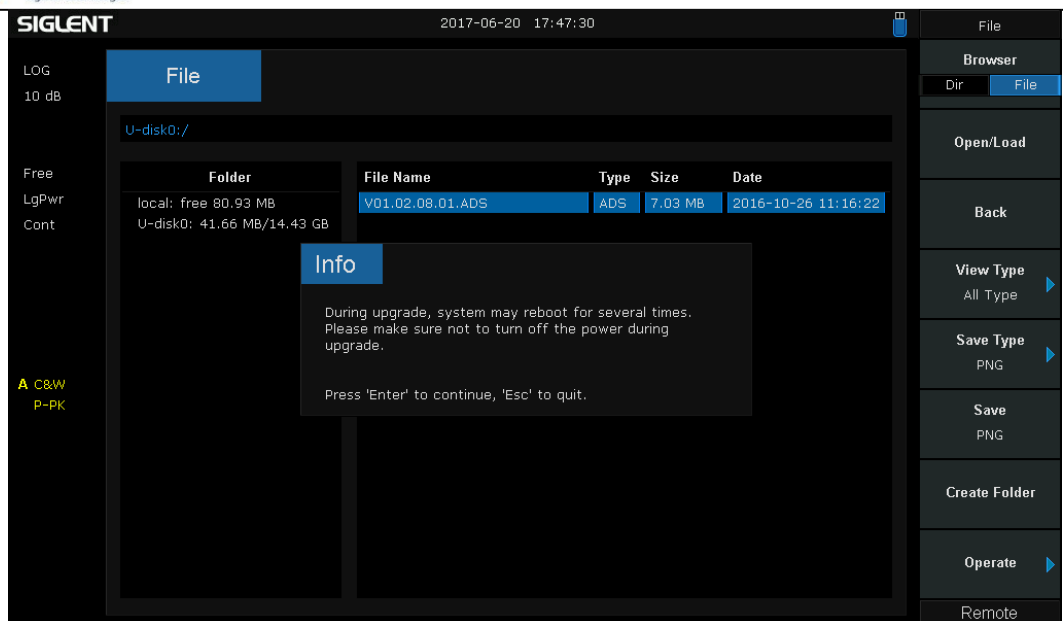 SIGLENT
2017-06-20 17:47:30
File
LOG
10 dB
Free
LgPwr
Cont
A C&W
P-PK
File
U-disk0:/
Folder
local: free 80.93 MB
U-disk0: 41.66 MB/14.43 GB
File Name Type Size Date
V01.02.08.01.ADS ADS 7.03 MB 2016-10-26 11:16:22
Info
During upgrade, system may reboot for several times.
Please make sure not to turn off the power during
upgrade.
Press 'Enter' to continue, 'Esc' to quit.
Browser
Dir File
Open/Load
Back
View Type
All Type
Save Type
PNG
Save
PNG
Create Folder
Operate
Remote